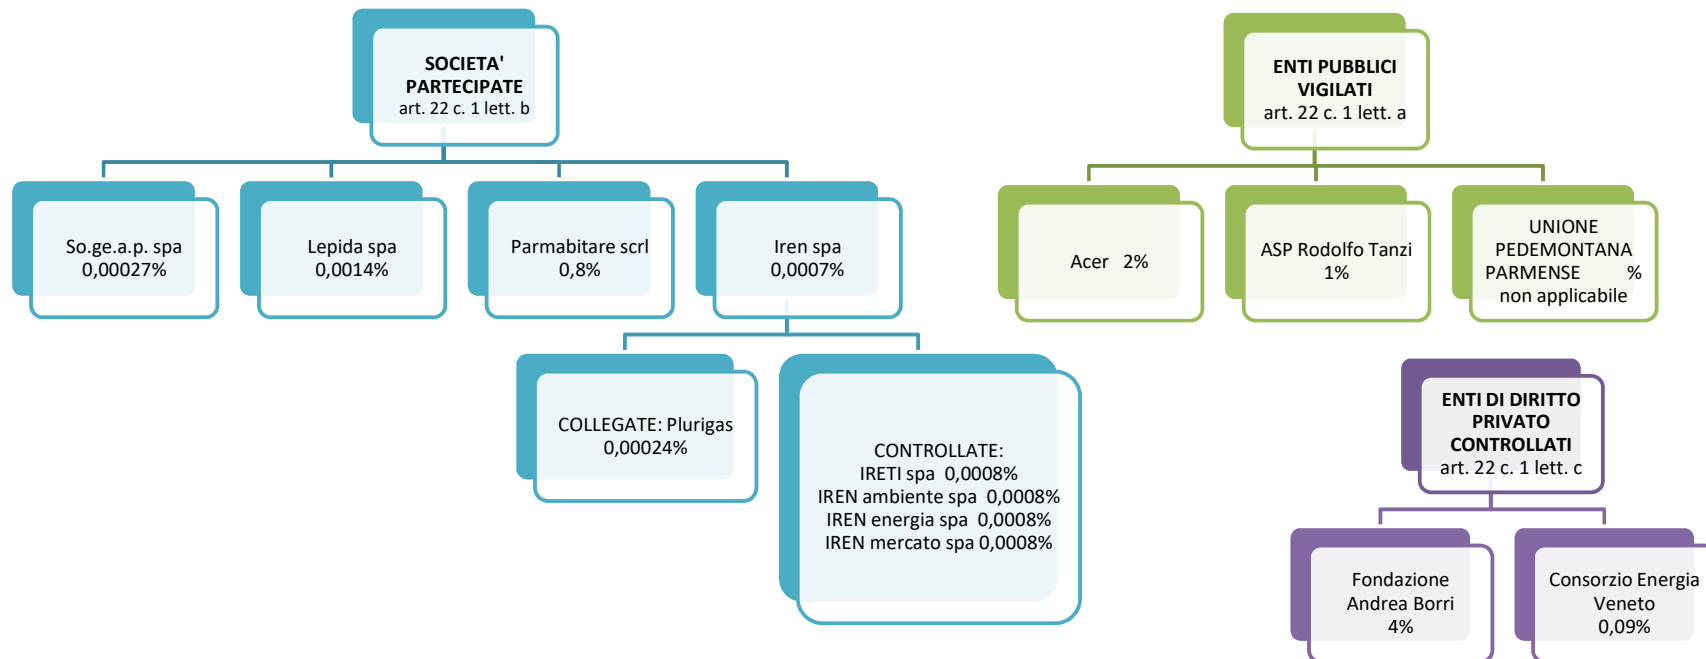 SOCIETA'
PARTECIPATE
art. 22 c. 1 lett. b
So.ge.a.p. spa
0,00027%
Lepida spa
0,0014%
Parmabitare scrl
0,8%
Iren spa
0,0007%
COLLEGATE: Plurigas
0,00024%
CONTROLLATE:
IRETI spa 0,0008%
IREN ambiente spa 0,0008%
IREN energia spa 0,0008%
IREN mercato spa 0,0008%
ENTI PUBBLICI
VIGILATI
art. 22 c. 1 lett. a
Acer 2%
ASP Rodolfo Tanzi
1%
UNIONE
PEDEMONTANA
PARMENSE %
non applicabile
ENTI DI DIRITTO
PRIVATO
CONTROLLATI
art. 22 c. 1 lett. c
Fondazione
Andrea Borri
4%
Consorzio Energia
Veneto
0,09%